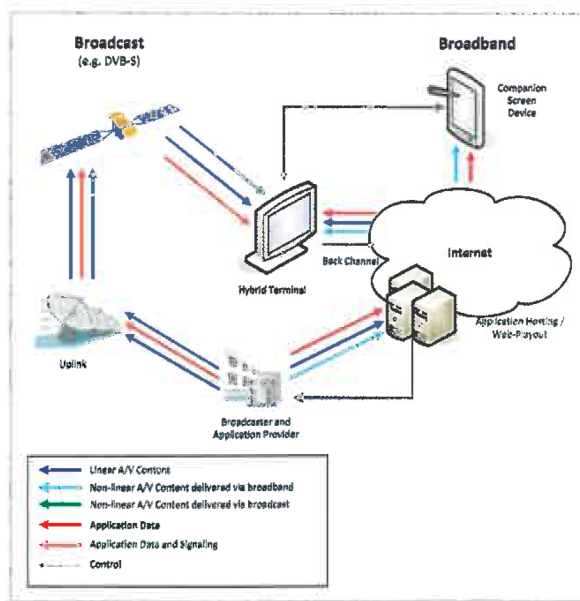 Broadcast
(e.g. DVB-S)
Broadband
Companion
Screen
Device
Internet
Back Channel
Hybrid Terminal
Application Hosting /
Web-Playout
Uplink
Broadcaster and
Application Provider
Linear A/V Content
Non-linear A/V Content delivered via broadband
Non-linear A/V Content delivered via broadcast
Application Data
Application Data and Signaling
Control